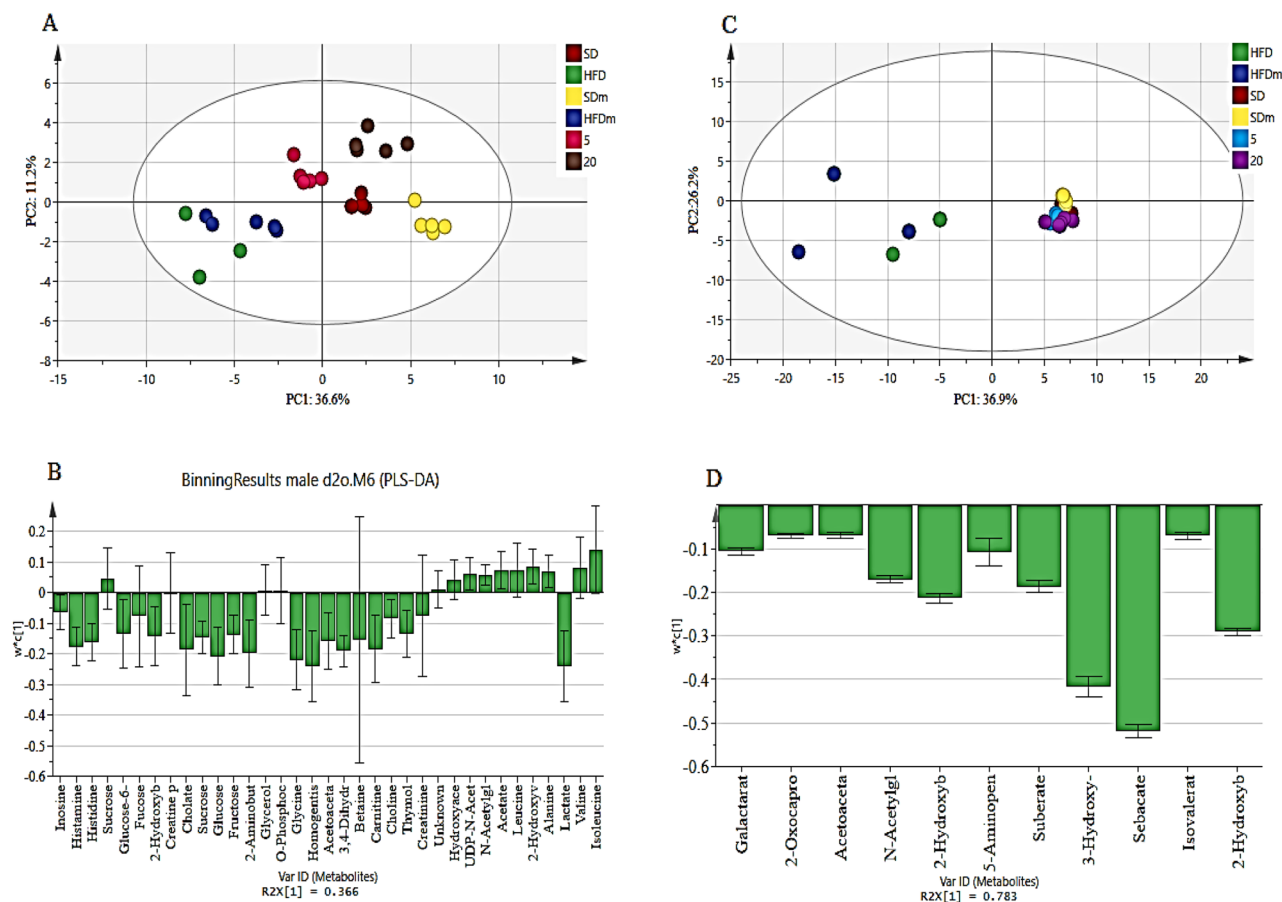 A
SD
HFD
SDm
HFDm
5
20
PC2: 11.2%
6
4
2
0
-2
-4
-6
-8
-15
-10
-5
0
5
10
PC1: 36.6%
C
HFD
HFDm
SD
SDm
5
20
PC2:26.2%
15
10
5
0
-5
-10
-15
-20
-25
-20
-15
-10
-5
0
5
10
15
20
PC1: 36.9%
B
BinningResults male d2o.M6 (PLS-DA)
w*c[1]
0.2
0.1
0
-0.1
-0.2
-0.3
-0.4
-0.5
-0.6
Inosine
Histamine
Histidine
Sucrose
Glucose-6-
Fucose
2-Hydroxyb
Creatine p
Cholate
Sucrose
Glucose
Frutose
2-Aminobut
Glycerol
O-Phosphoc
Glycine
Homogentis
Acetoaceta
3,4-Dihydr
Betaine
Carnitine
Choline
Thymol
Creatinine
Unknown
Hydroxyace
UDP-N-Acet
N-Acetylgl
Acetate
Leucine
2-Hydroxyv
Alanine
Lactate
Valine
Isoleucine
Var ID (Metabolites)
R2X[1] = 0.366
D
w*c[1]
-0.1
-0.2
-0.3
-0.4
-0.5
-0.6
Galactarat
2-Oxocapro
Acetoaceta
N-Acetylgl
2-Hydroxyb
5-Aminopen
Suberate
3-Hydroxy-
Sebacate
Isovalerat
2-Hydroxyb
Var ID (Metabolites)
R2X[1] = 0.783